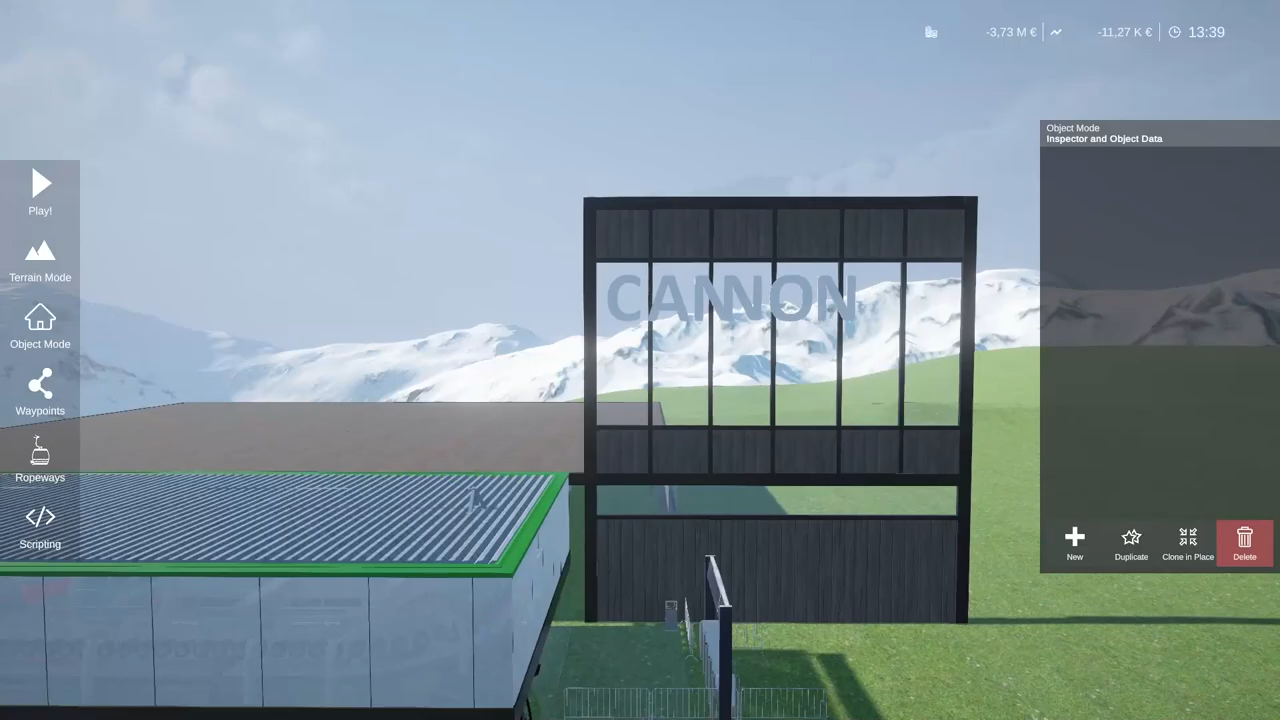 -3,73 M €
-11,27 K €
13:39
Object Mode
Inspector and Object Data
Play!
Terrain Mode
CANNON
Object Mode
Waypoints
Ropeways
Scripting
New
Duplicate
Clone in Place
Delete